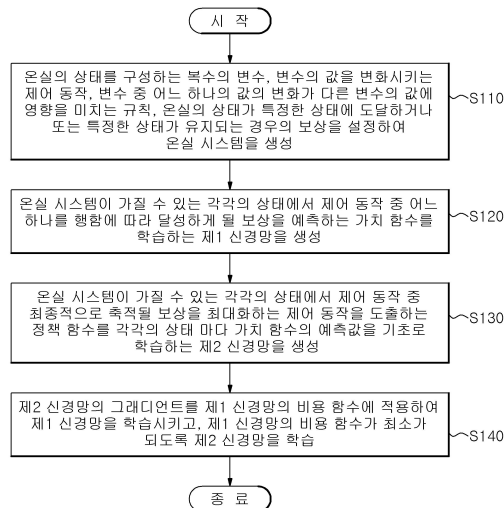 시 작
온실의 상태를 구성하는 복수의 변수, 변수의 값을 변화시키는
제어 동작, 변수 중 어느 하나의 값의 변화가 다른 변수의 값에
영향을 미치는 규칙, 온실의 상태가 특정한 상태에 도달하거나
또는 특정한 상태가 유지되는 경우의 보상을 설정하여
온실 시스템을 생성
S110
온실 시스템이 가질 수 있는 각각의 상태에서 제어 동작 중 어느
하나를 행함에 따라 달성하게 될 보상을 예측하는 가치 함수를
학습하는 제1 신경망을 생성
S120
온실 시스템이 가질 수 있는 각각의 상태에서 제어 동작 중
최종적으로 축적될 보상을 최대화하는 제어 동작을 도출하는
정책 함수를 각각의 상태 마다 가치 함수의 예측값을 기초로
학습하는 제2 신경망을 생성
S130
제2 신경망의 그래디언트를 제1 신경망의 비용 함수에 적용하여
제1 신경망을 학습시키고, 제1 신경망의 비용 함수가 최소가
되도록 제2 신경망을 학습
S140
종 료